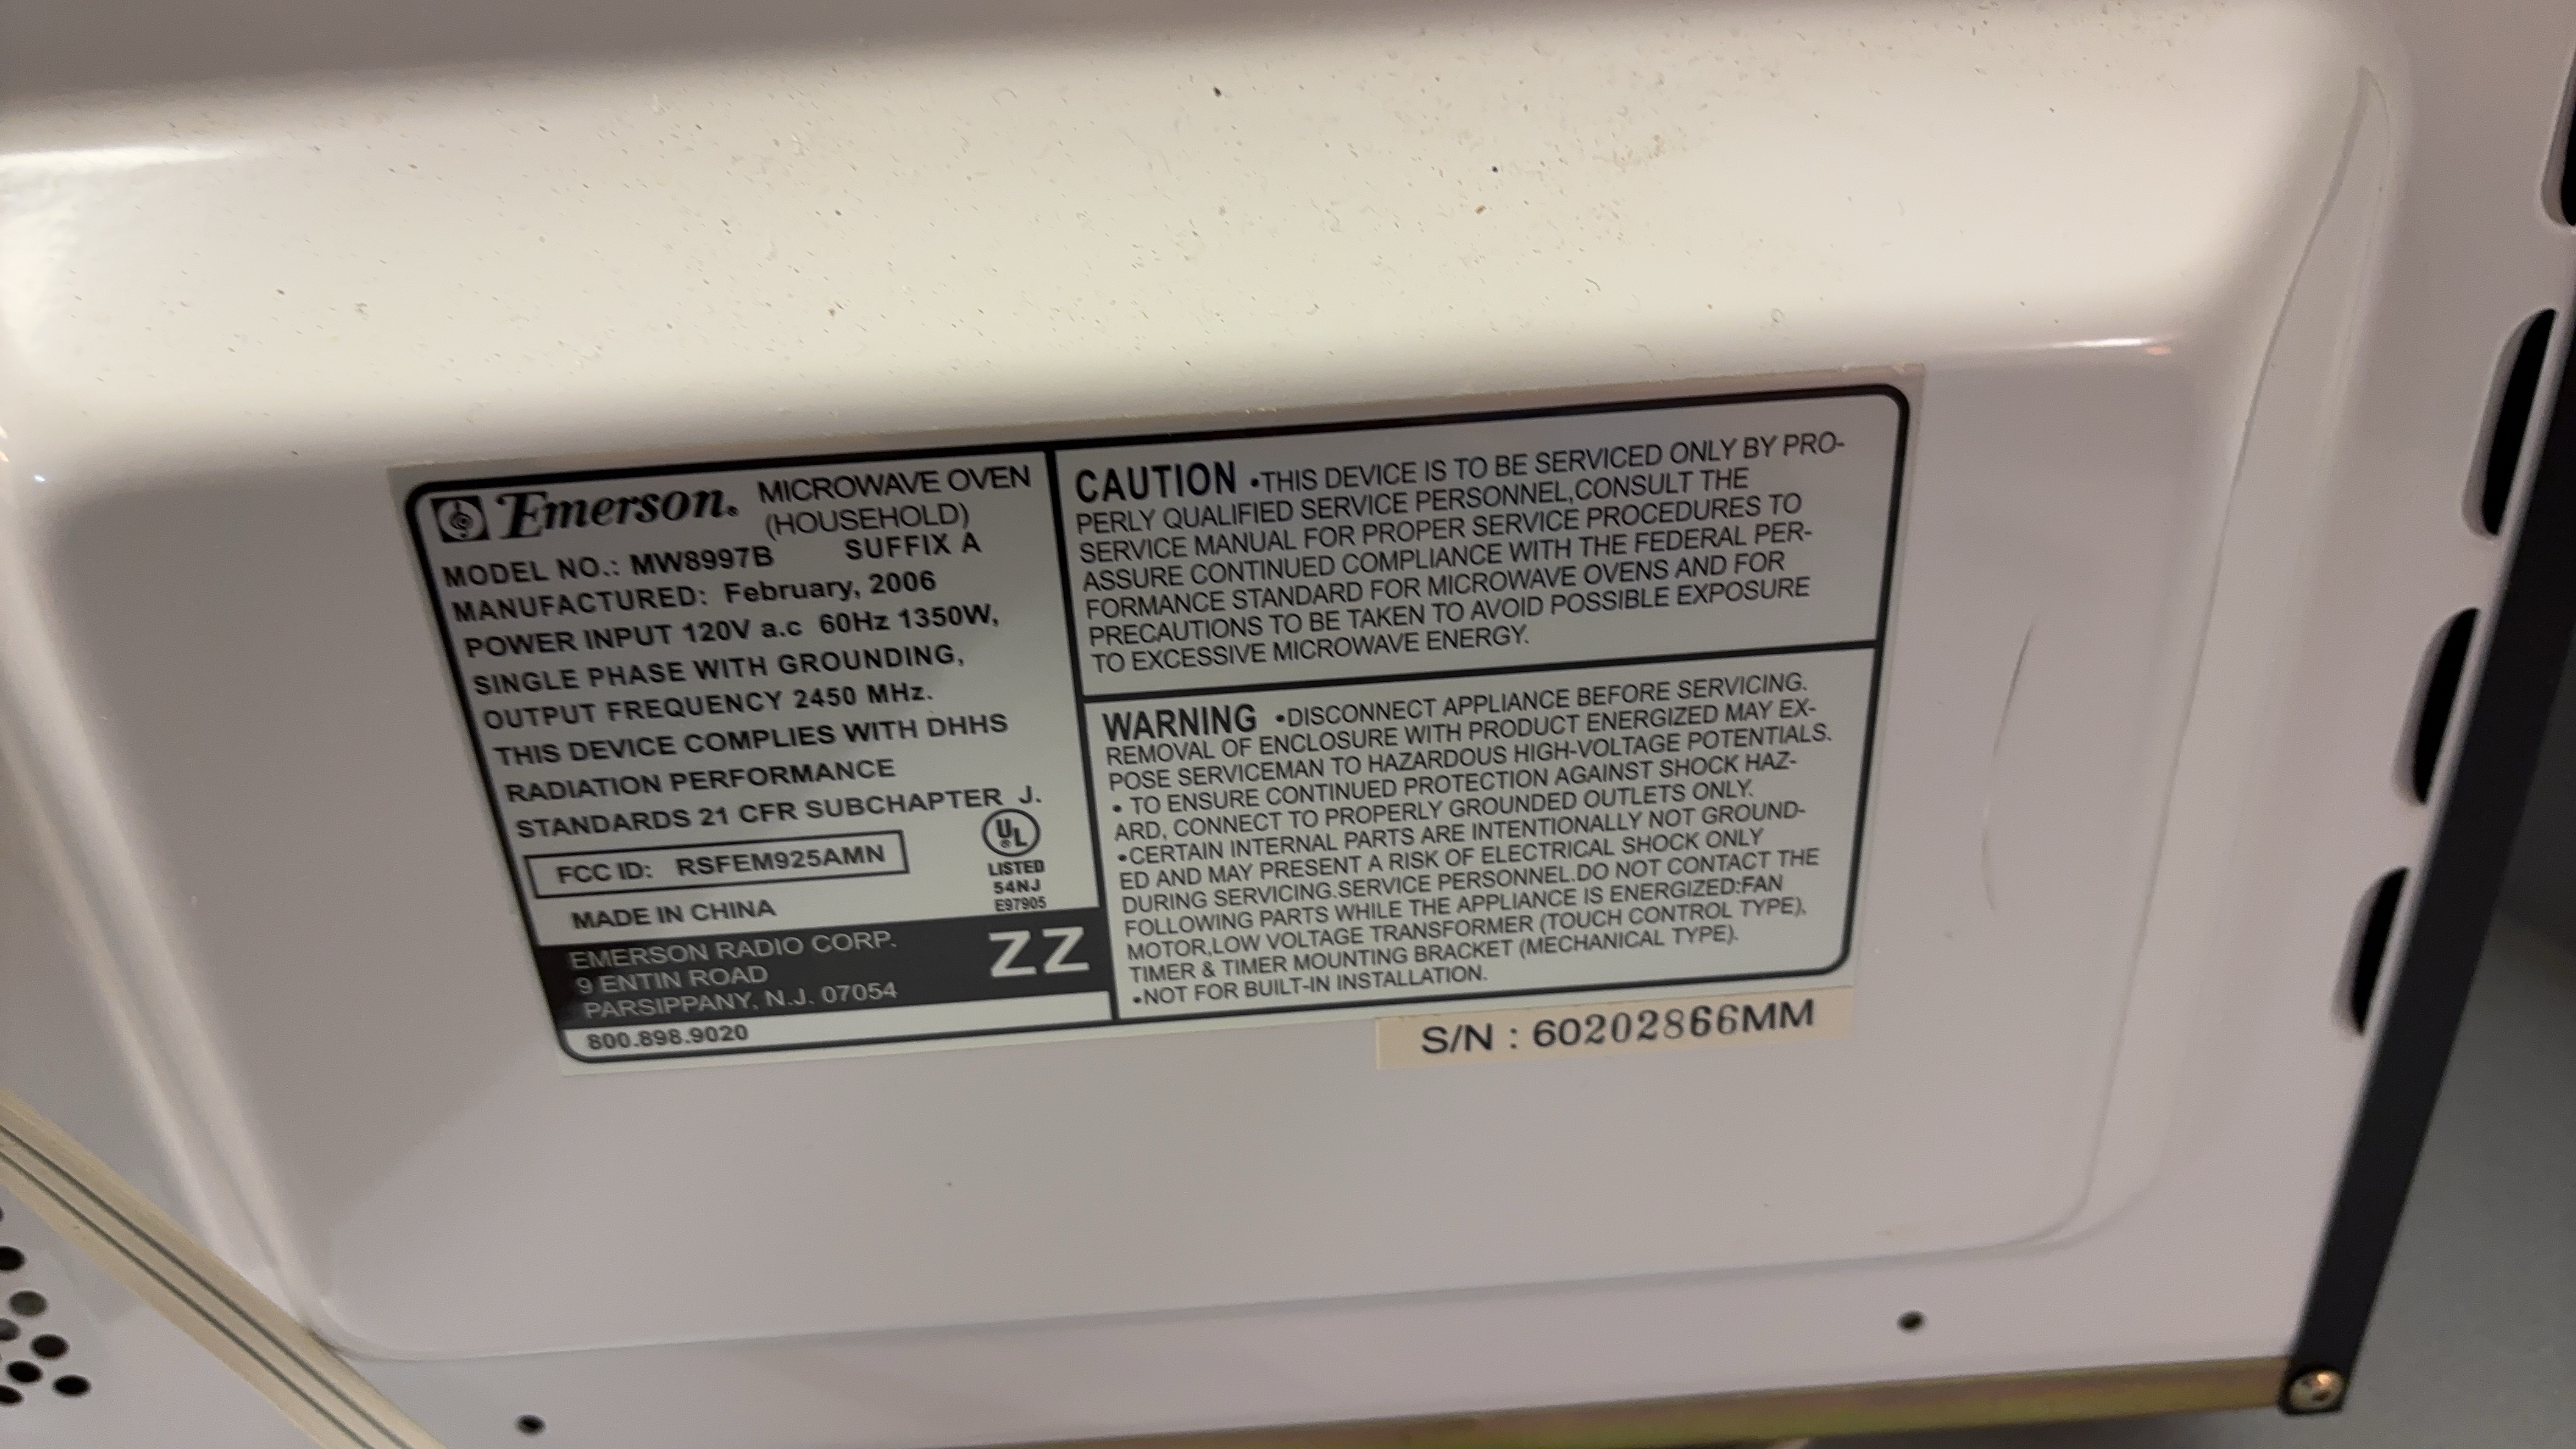 Emerson® MICROWAVE OVEN
(HOUSEHOLD)
MODEL NO.: MW8997B SUFFIX A
MANUFACTURED: February, 2006
POWER INPUT 120V a.c 60Hz 1350W,
SINGLE PHASE WITH GROUNDING,
OUTPUT FREQUENCY 2450 MHz.
THIS DEVICE COMPLIES WITH DHHS
RADIATION PERFORMANCE
STANDARDS 21 CFR SUBCHAPTER J.
FCC ID: RSFEM925AMN
UL
LISTED
54NJ
E97905
MADE IN CHINA
EMERSON RADIO CORP.
9 ENTIN ROAD
PARSIPPANY, N.J. 07054
ZZ
800.898.9020
CAUTION •THIS DEVICE IS TO BE SERVICED ONLY BY PRO-
PERLY QUALIFIED SERVICE PERSONNEL,CONSULT THE
SERVICE MANUAL FOR PROPER SERVICE PROCEDURES TO
ASSURE CONTINUED COMPLIANCE WITH THE FEDERAL PER-
FORMANCE STANDARD FOR MICROWAVE OVENS AND FOR
PRECAUTIONS TO BE TAKEN TO AVOID POSSIBLE EXPOSURE
TO EXCESSIVE MICROWAVE ENERGY.
WARNING •DISCONNECT APPLIANCE BEFORE SERVICING.
REMOVAL OF ENCLOSURE WITH PRODUCT ENERGIZED MAY EX-
POSE SERVICEMAN TO HAZARDOUS HIGH-VOLTAGE POTENTIALS.
• TO ENSURE CONTINUED PROTECTION AGAINST SHOCK HAZ-
ARD, CONNECT TO PROPERLY GROUNDED OUTLETS ONLY.
•CERTAIN INTERNAL PARTS ARE INTENTIONALLY NOT GROUND-
ED AND MAY PRESENT A RISK OF ELECTRICAL SHOCK ONLY
DURING SERVICING.SERVICE PERSONNEL.DO NOT CONTACT THE
FOLLOWING PARTS WHILE THE APPLIANCE IS ENERGIZED:FAN
MOTOR,LOW VOLTAGE TRANSFORMER (TOUCH CONTROL TYPE),
TIMER & TIMER MOUNTING BRACKET (MECHANICAL TYPE).
•NOT FOR BUILT-IN INSTALLATION.
S/N : 60202866MM